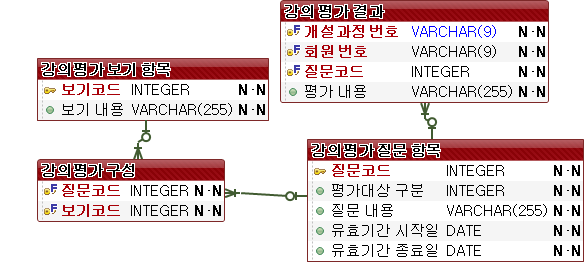 강의 평가 결과
개설 과정 번호 VARCHAR(9) N·N
회원 번호 VARCHAR(9) N·N
질문코드 INTEGER N·N
평가 내용 VARCHAR(255) N·N
강의평가 보기 항목
보기코드 INTEGER N·N
보기 내용 VARCHAR(255) N·N
강의평가 구성
질문코드 INTEGER N·N
보기코드 INTEGER N·N
강의평가 질문 항목
질문코드 INTEGER N·N
평가대상 구분 INTEGER N·N
질문 내용 VARCHAR(255) N·N
유효기간 시작일 DATE N·N
유효기간 종료일 DATE N·N